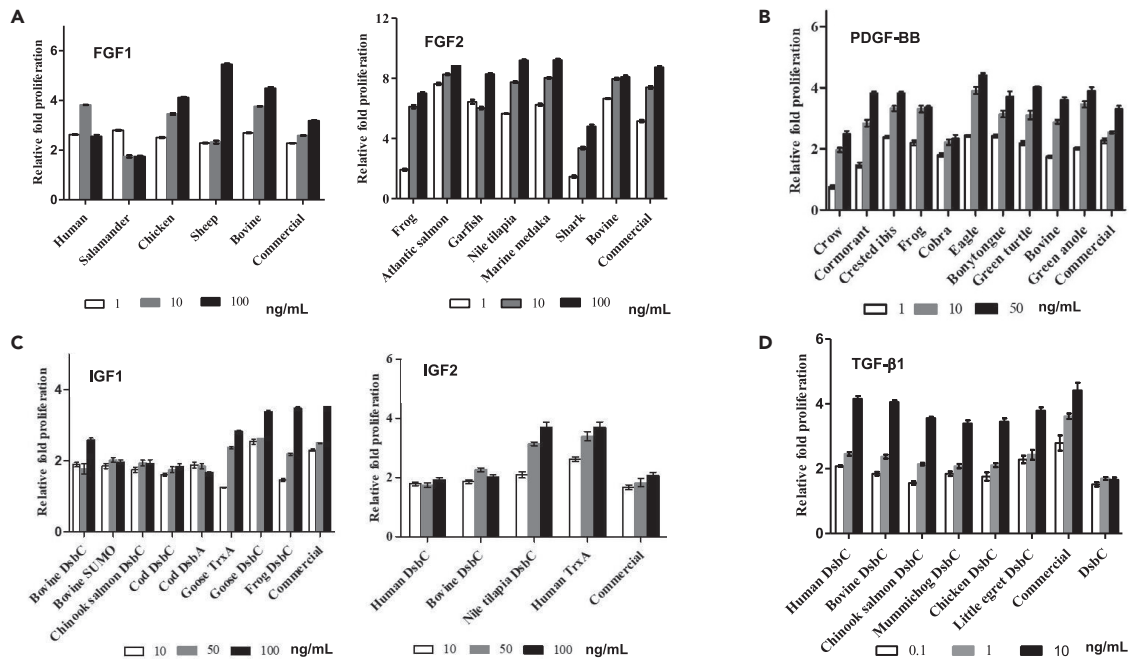 A
FGF1
Relative fold proliferation
6
4
2
0
Human
Salamander
Chicken
Sheep
Bovine
Commercial
1 10 100 ng/mL
FGF2
Relative fold proliferation
12
9
6
3
0
Frog
Atlantic salmon
Garfish
Nile tilapia
Marine medaka
Shark
Bovine
Commercial
1 10 100
B
PDGF-BB
Relative fold proliferation
6
4
2
0
Crow
Cormorant
Crested ibis
Frog
Cobra
Eagle
Bonytongue
Green turtle
Bovine
Green anole
Commercial
1 10 50 ng/mL
C
IGF1
Relative fold proliferation
4
2
0
Bovine DsbC
Bovine SUMO
Chinook salmon DsbC
Cod DsbC
Cod DsbA
Goose TrxA
Goose DsbC
Frog DsbC
Commercial
10 50 100 ng/mL
IGF2
Relative fold proliferation
6
4
2
0
Human DsbC
Bovine DsbC
Nile tilapia DsbC
Human TrxA
Commercial
10 50 100 ng/mL
D
TGF-β1
Relative fold proliferation
6
4
2
0
Human DsbC
Bovine DsbC
Chinook salmon DsbC
Mummichog DsbC
Chicken DsbC
Little egret DsbC
Commercial
DsbC
0.1 1 10 ng/mL